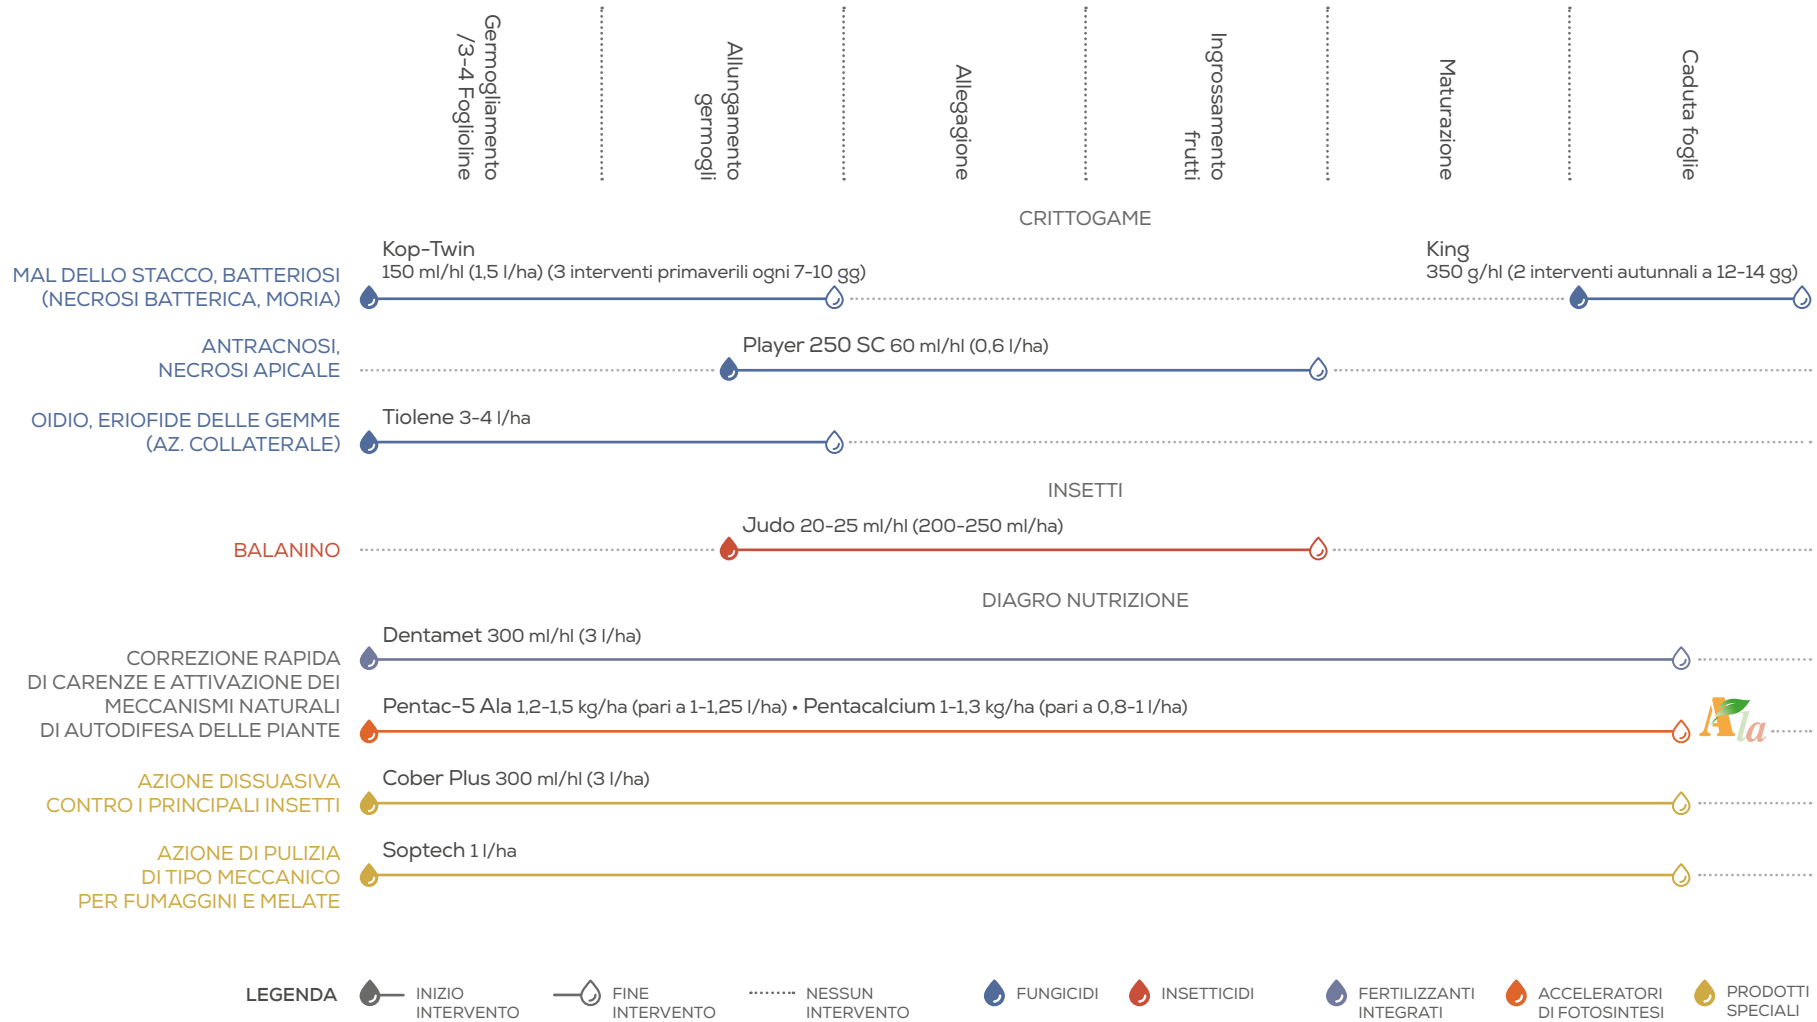 Germogliamento
/3-4 Foglioline
Allungamento
germogli
Allegagione
Ingrossamento
frutti
Maturazione
Caduta foglie
CRITTOGAME
MAL DELLO STACCO, BATTERIOSI
(NECROSI BATTERICA, MORIA)
Kop-Twin
150 ml/hl (1,5 l/ha) (3 interventi primaverili ogni 7-10 gg)
King
350 g/hl (2 interventi autunnali a 12-14 gg)
ANTRACNOSI,
NECROSI APICALE
Player 250 SC 60 ml/hl (0,6 l/ha)
OIDIO, ERIOFIDE DELLE GEMME
(AZ. COLLATERALE)
Tiolene 3-4 l/ha
INSETTI
BALANINO
Judo 20-25 ml/hl (200-250 ml/ha)
DIAGRO NUTRIZIONE
CORREZIONE RAPIDA
DI CARENZE E ATTIVAZIONE DEI
MECCANISMI NATURALI
DI AUTODIFESA DELLE PIANTE
Dentamet 300 ml/hl (3 l/ha)
Pentac-5 Ala 1,2-1,5 kg/ha (pari a 1-1,25 l/ha) • Pentacalcium 1-1,3 kg/ha (pari a 0,8-1 l/ha)
Ala
AZIONE DISSUASIVA
CONTRO I PRINCIPALI INSETTI
Cober Plus 300 ml/hl (3 l/ha)
AZIONE DI PULIZIA
DI TIPO MECCANICO
PER FUMAGGINI E MELATE
Soptech 1 l/ha
LEGENDA
INIZIO
INTERVENTO
FINE
INTERVENTO
NESSUN
INTERVENTO
FUNGICIDI
INSETTICIDI
FERTILIZZANTI
INTEGRATI
ACCELERATORI
DI FOTOSINTESI
PRODOTTI
SPECIALI